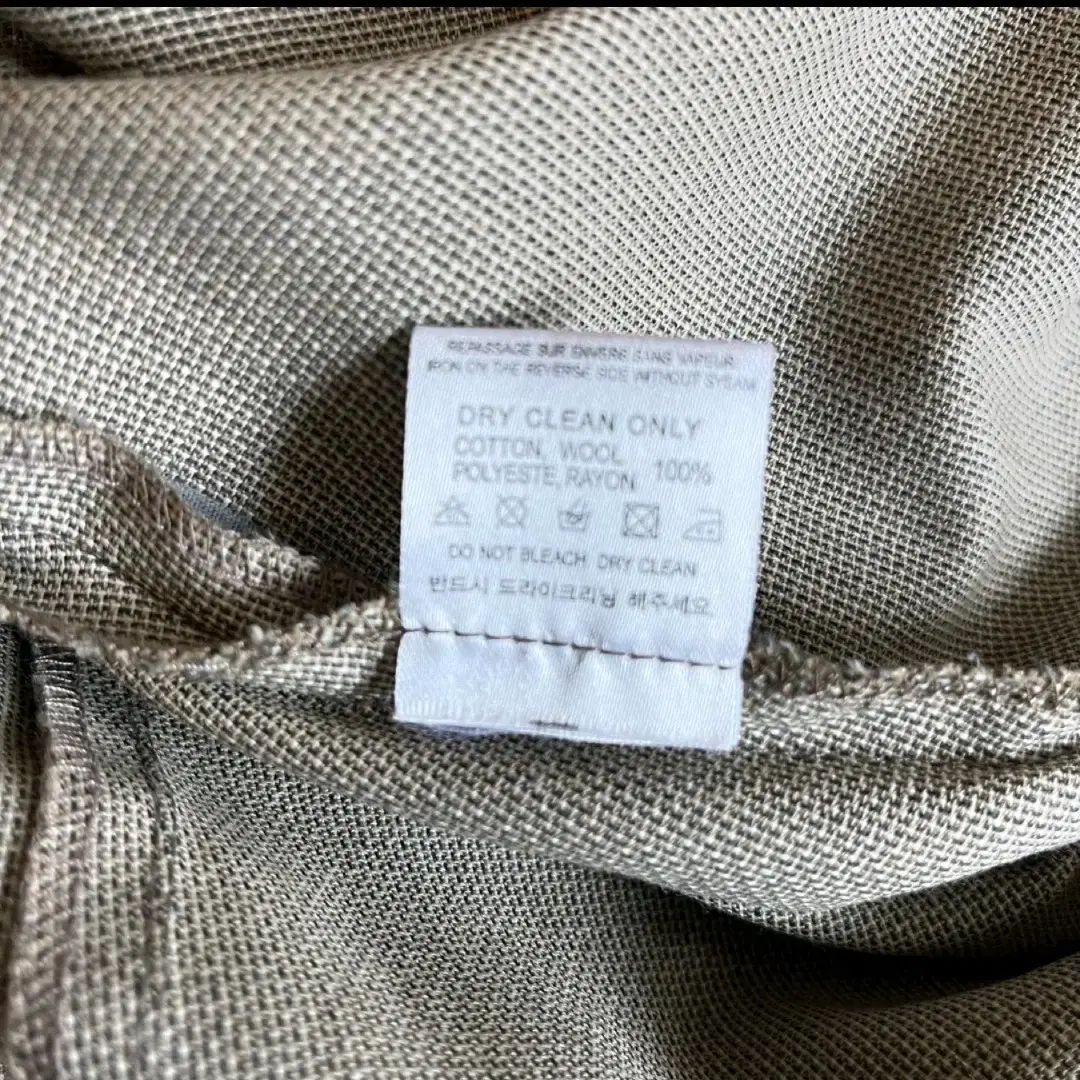 REPASSAGE SUR ENVERS SANS VAPEUR
IRON ON THE REVERSE SIDE WITHOUT STEAM
DRY CLEAN ONLY
COTTON, WOOL
POLYESTE, RAYON 100%
DO NOT BLEACH DRY CLEAN
반드시 드라이크리닝 해주세요